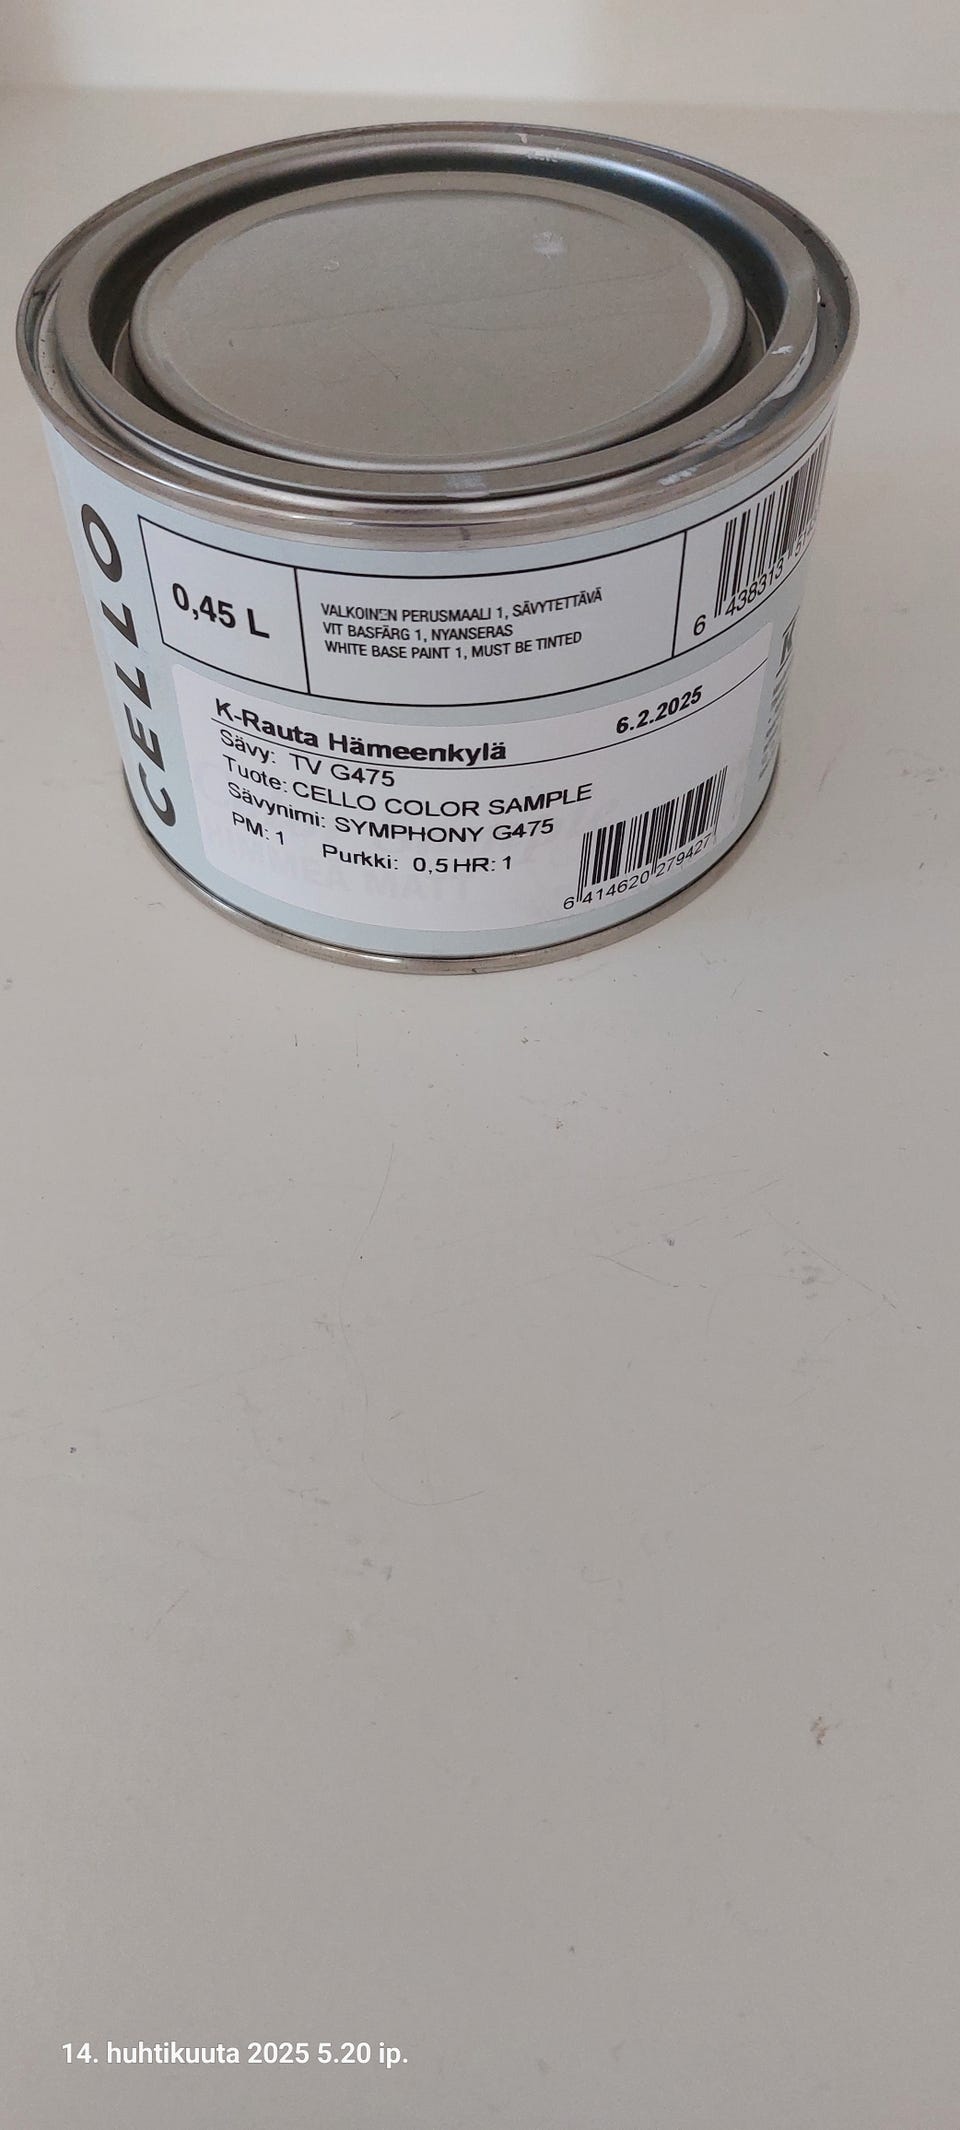 CELLO
0,45 L
VALKOINEN PERUSMAALI 1, SÄVYTETTÄVÄ
VIT BASFÄRG 1, NYANSERAS
WHITE BASE PAINT 1, MUST BE TINTED
6 438313
K-Rauta Hämeenkylä 6.2.2025
Sävy: TV G475
Tuote: CELLO COLOR SAMPLE
Sävynimi: SYMPHONY G475
PM: 1 Purkki: 0,5 HR: 1
6 414620 279427
14. huhtikuuta 2025 5.20 ip.